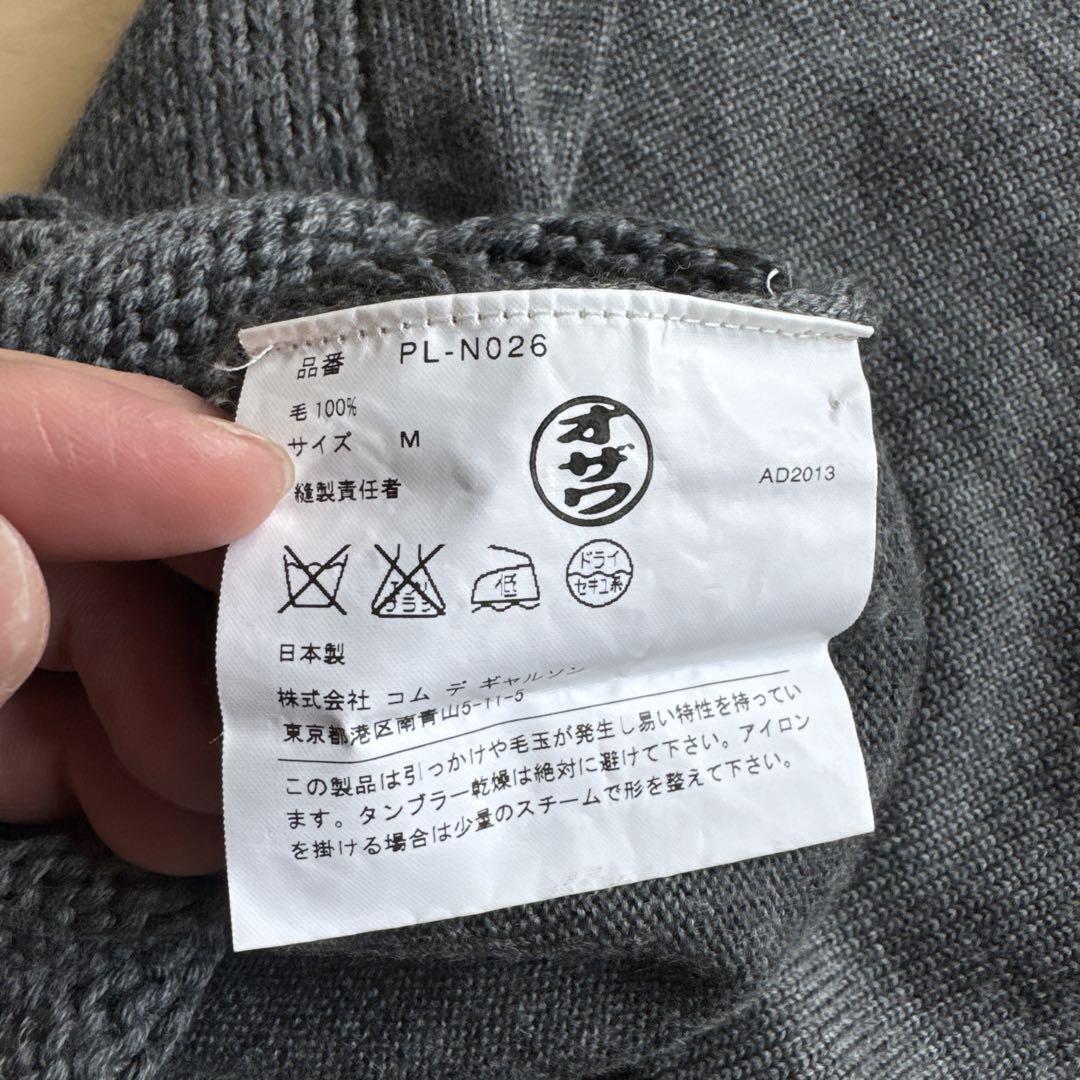 品番 PL-N026
毛 100%
サイズ M
縫製責任者
オザワ
AD2013
低
ドライ
セキユ系
日本製
株式会社 コム デ ギャルソン
東京都港区南青山5-11-5
この製品は引っかけや毛玉が発生し易い特性を持ってい
ます。タンブラー乾燥は絶対に避けて下さい。アイロン
を掛ける場合は少量のスチームで形を整えて下さい。